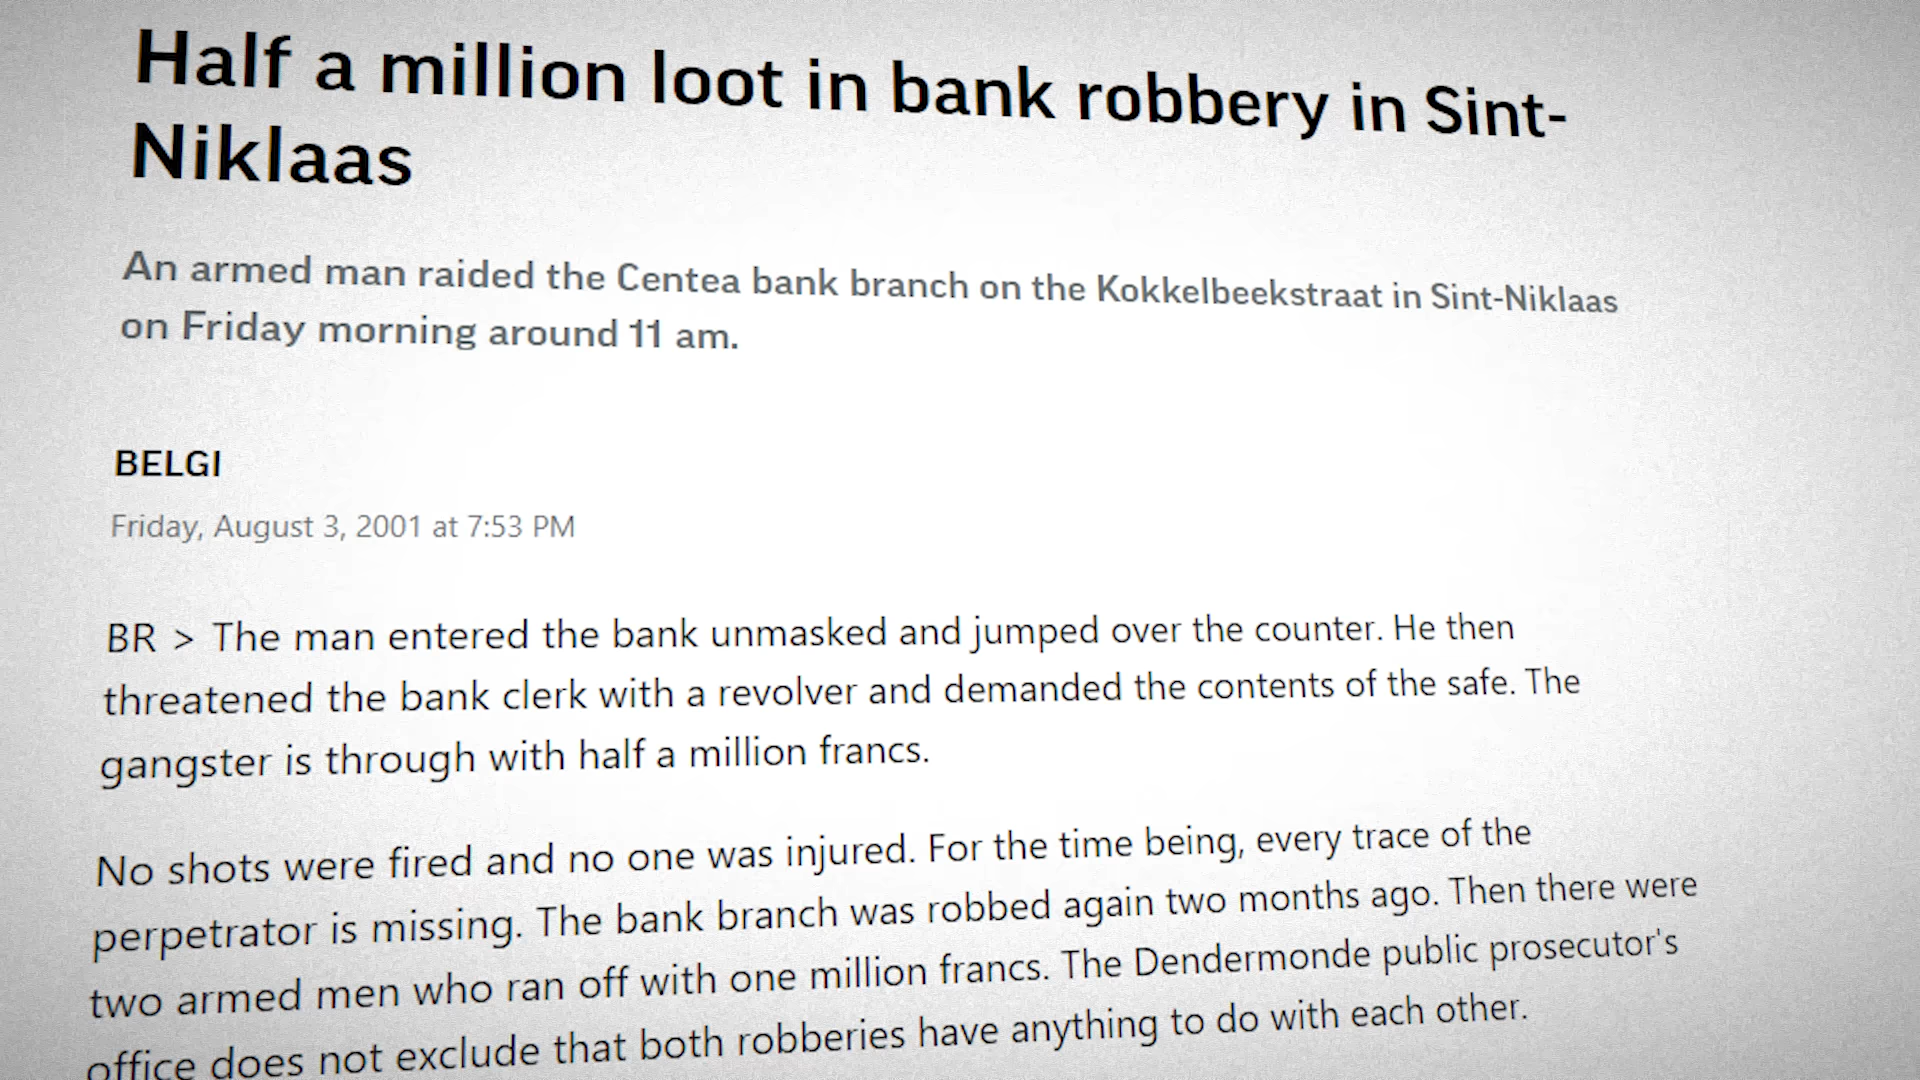 Half a million loot in bank robbery in Sint-
Niklaas
An armed man raided the Centea bank branch on the Kokkelbeekstraat in Sint-Niklaas
on Friday morning around 11 am.
BELGI
Friday, August 3, 2001 at 7:53 PM
BR > The man entered the bank unmasked and jumped over the counter. He then
threatened the bank clerk with a revolver and demanded the contents of the safe. The
gangster is through with half a million francs.
No shots were fired and no one was injured. For the time being, every trace of the
perpetrator is missing. The bank branch was robbed again two months ago. Then there were
two armed men who ran off with one million francs. The Dendermonde public prosecutor's
office does not exclude that both robberies have anything to do with each other.